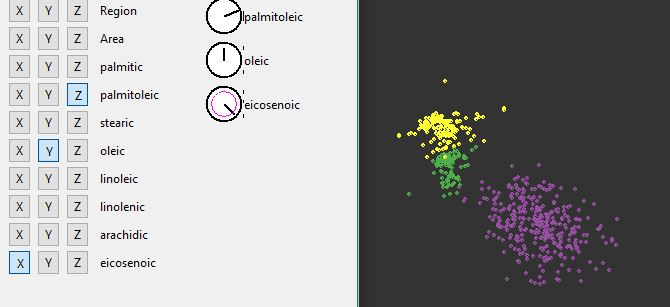 X Y Z Region
X Y Z Area
X Y Z palmitic
X Y Z palmitoleic
X Y Z stearic
X Y Z oleic
X Y Z linoleic
X Y Z linolenic
X Y Z arachidic
X Y Z eicosenoic
palmitoleic
oleic
eicosenoic